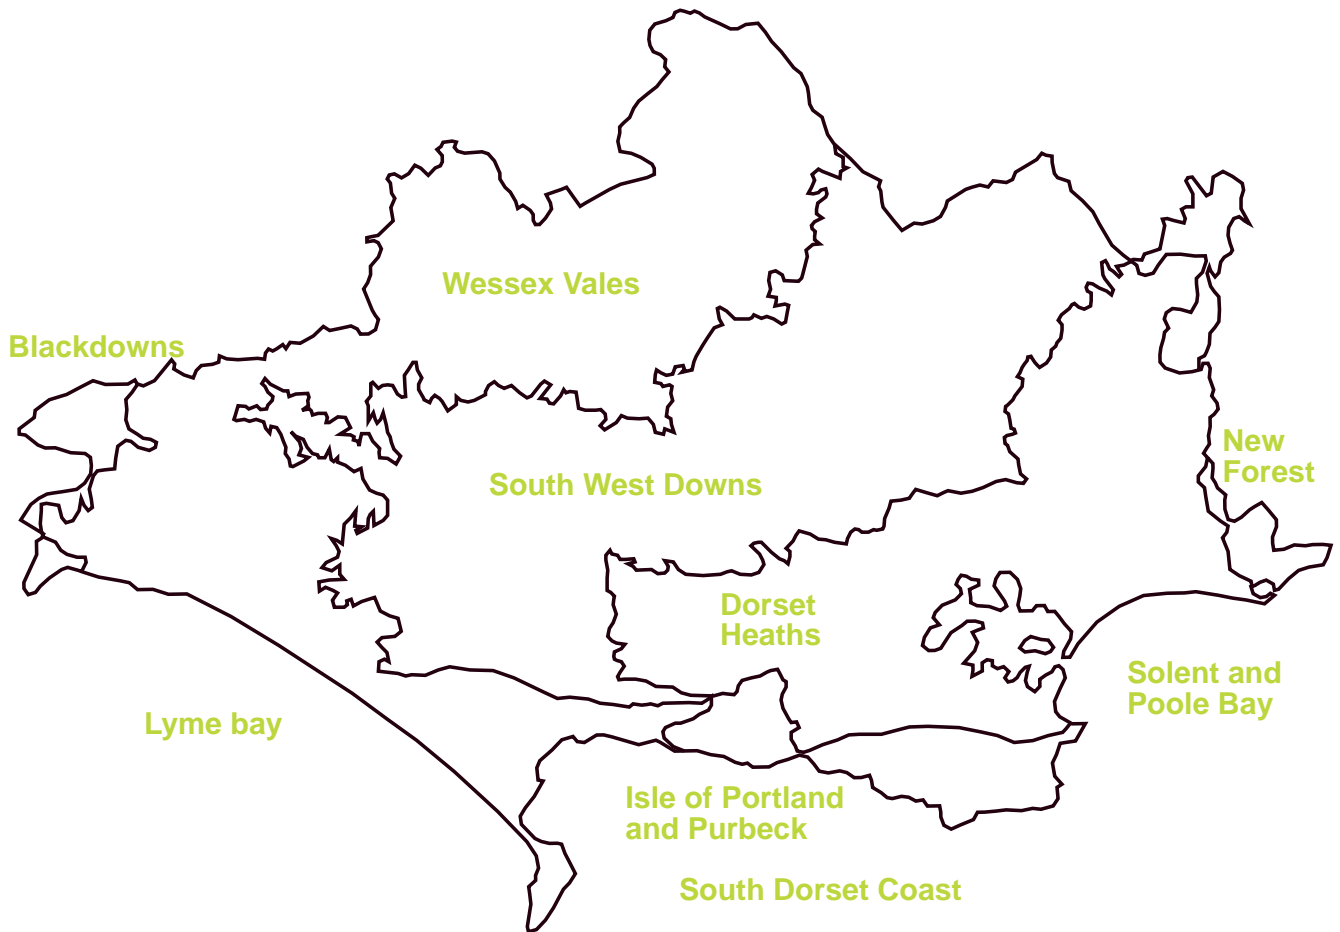 Wessex Vales
Blackdowns
New
Forest
South West Downs
Dorset
Heaths
Solent and
Poole Bay
Lyme bay
Isle of Portland
and Purbeck
South Dorset Coast